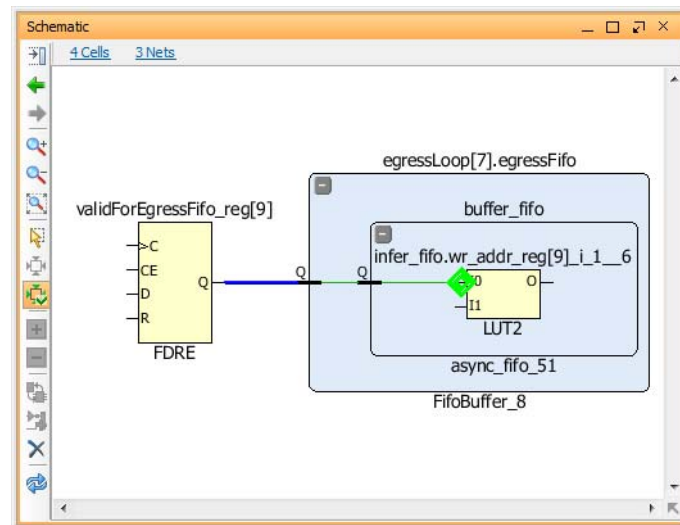 Schematic
4 Cells 3 Nets
egressLoop[7].egressFifo
validForEgressFifo_reg[9]
buffer_fifo
infer_fifo.wr_addr_reg[9]_i_1__6
C
CE
D
R
Q
Q
Q
I0
I1
O
LUT2
FDRE
async_fifo_51
FifoBuffer_8